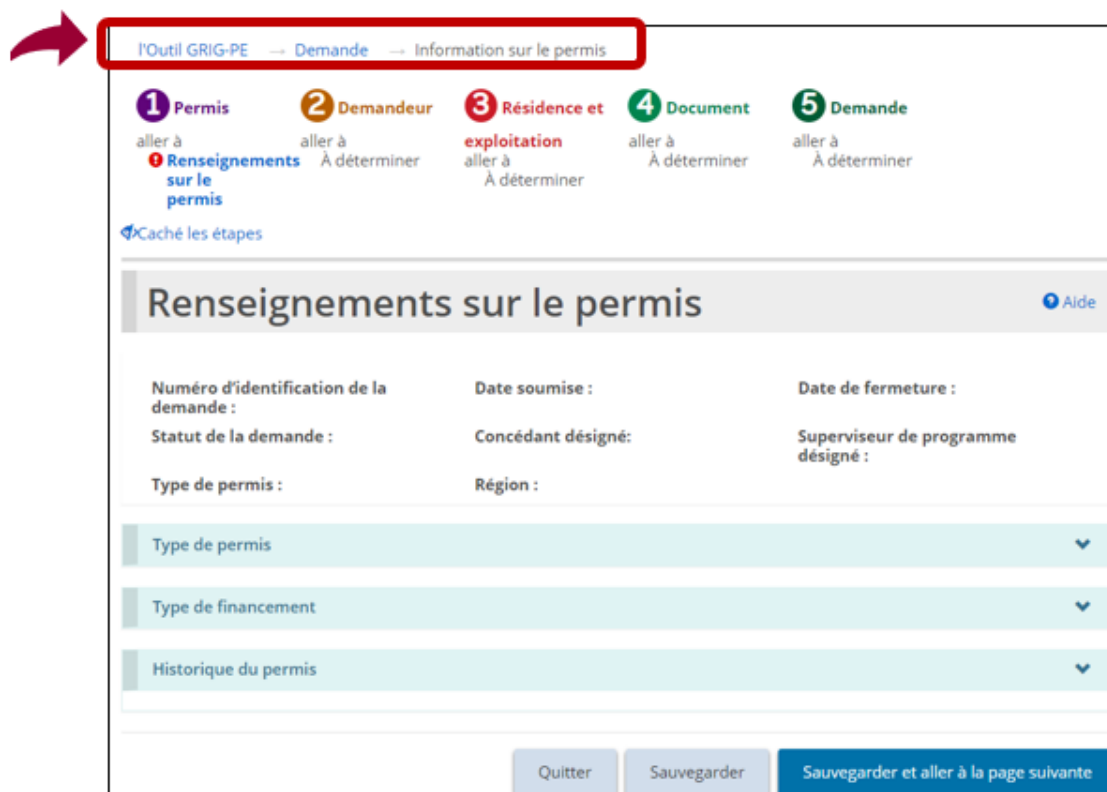 l'Outil GRIG-PE → Demande → Information sur le permis
1 Permis
aller à
Renseignements
sur le
permis
2 Demandeur
aller à
À déterminer
3 Résidence et
exploitation
aller à
À déterminer
4 Document
aller à
À déterminer
5 Demande
aller à
À déterminer
Caché les étapes
Renseignements sur le permis
Aide
Numéro d'identification de la
demande :
Date soumise :
Date de fermeture :
Statut de la demande :
Concédant désigné:
Superviseur de programme
désigné :
Type de permis :
Région :
Type de permis
Type de financement
Historique du permis
Quitter
Sauvegarder
Sauvegarder et aller à la page suivante